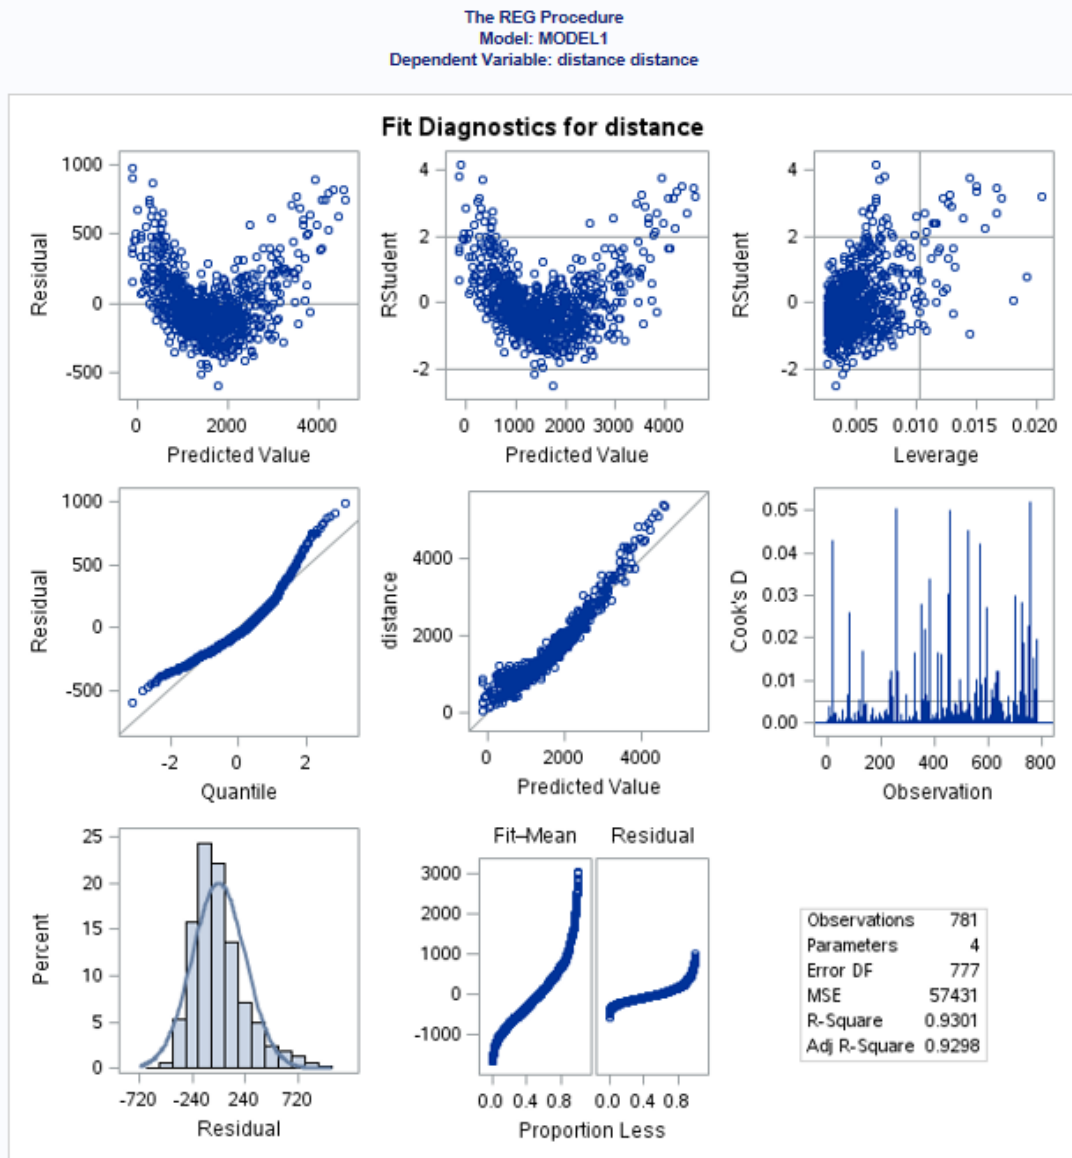 The REG Procedure
Model: MODEL1
Dependent Variable: distance distance
Fit Diagnostics for distance
1000
500
0
-500
Residual
0 2000 4000
Predicted Value
4
2
0
-2
RStudent
0 1000 2000 3000 4000
Predicted Value
4
2
0
-2
RStudent
0.005 0.010 0.015 0.020
Leverage
1000
500
0
-500
Residual
-2 0 2
Quantile
4000
2000
0
distance
0 2000 4000
Predicted Value
0.05
0.04
0.03
0.02
0.01
0.00
Cook's D
0 200 400 600 800
Observation
25
20
15
10
5
0
Percent
-720 -240 240 720
Residual
Fit–Mean Residual
3000
2000
1000
0
-1000
0.0 0.4 0.8 0.0 0.4 0.8
Proportion Less
Observations 781
Parameters 4
Error DF 777
MSE 57431
R-Square 0.9301
Adj R-Square 0.9298